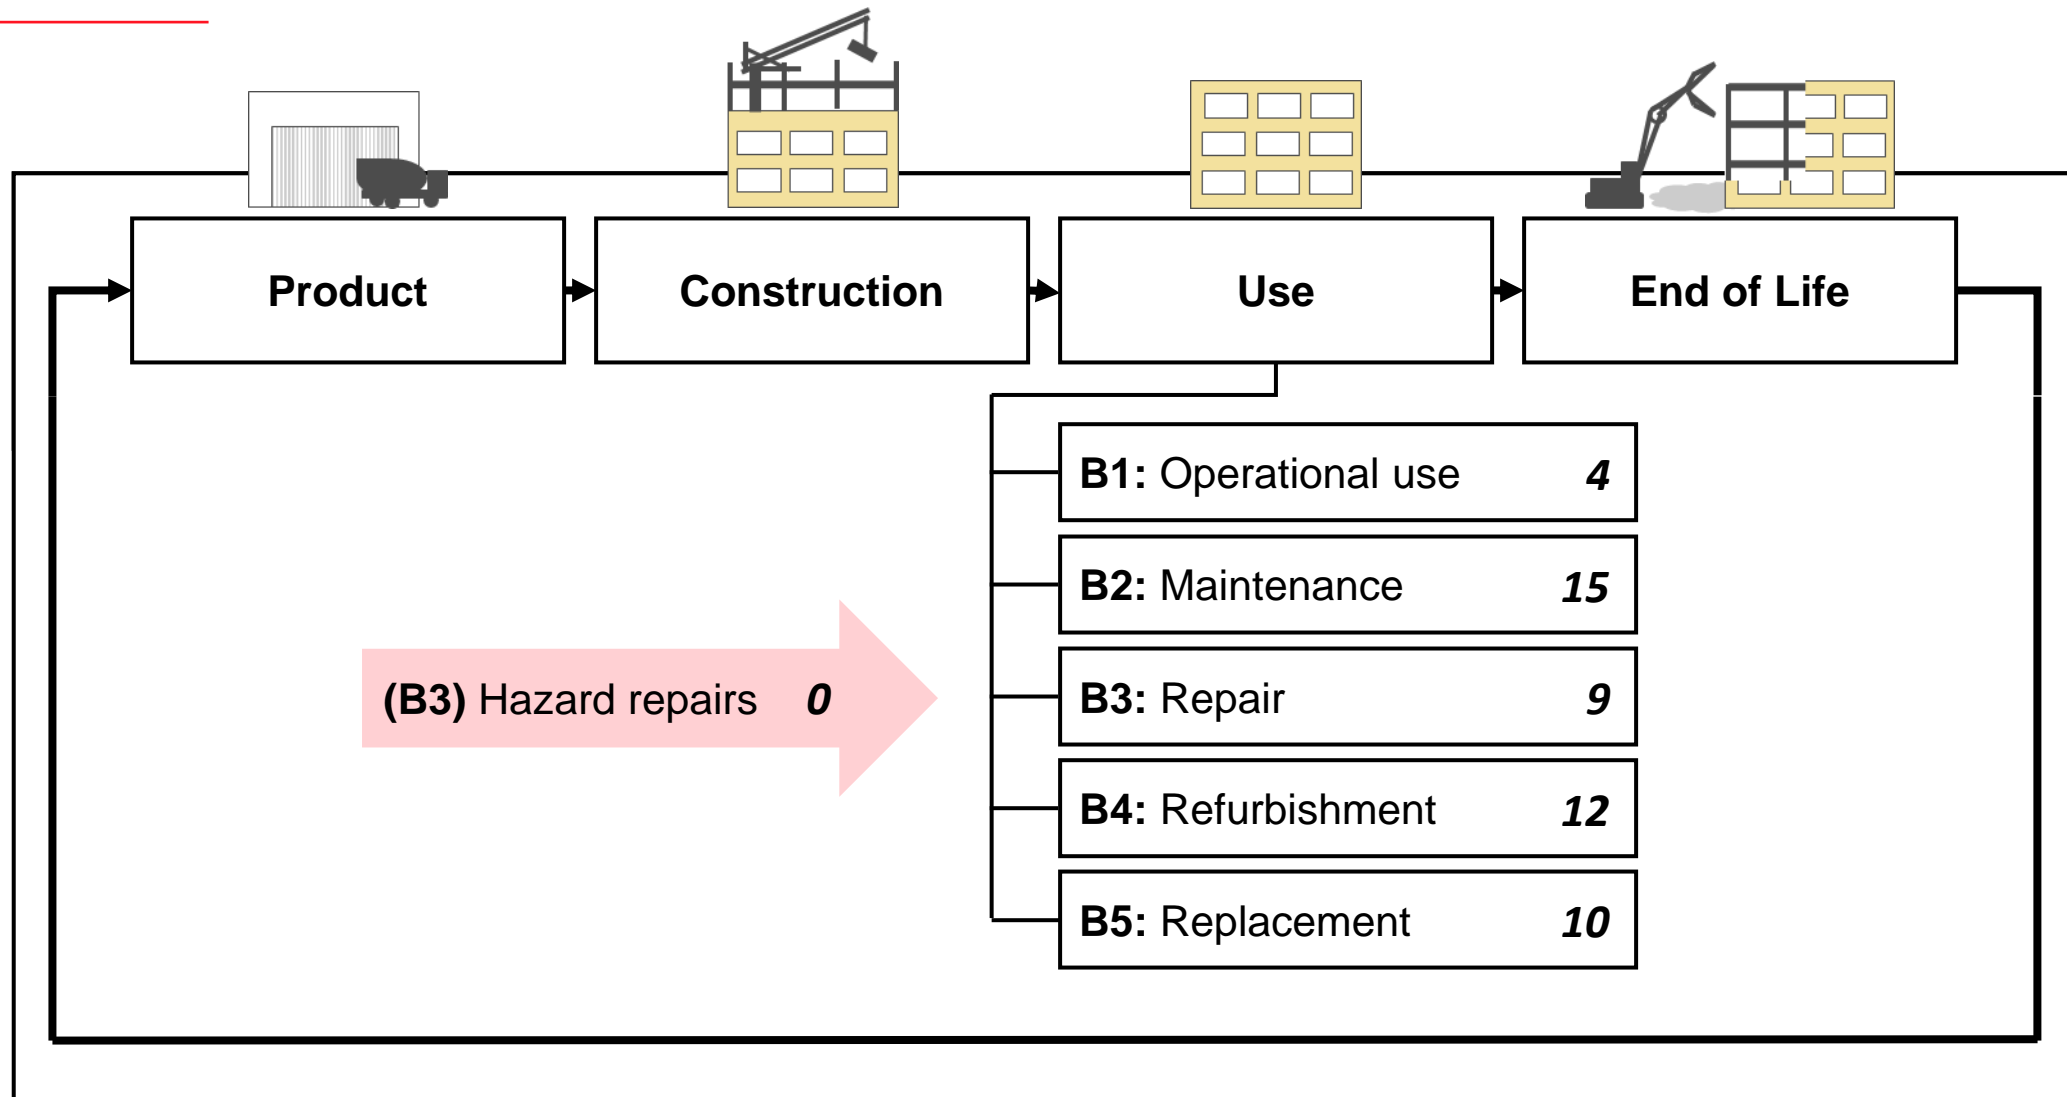 Product
Construction
Use
End of Life
B1: Operational use 4
B2: Maintenance 15
(B3) Hazard repairs 0
B3: Repair 9
B4: Refurbishment 12
B5: Replacement 10